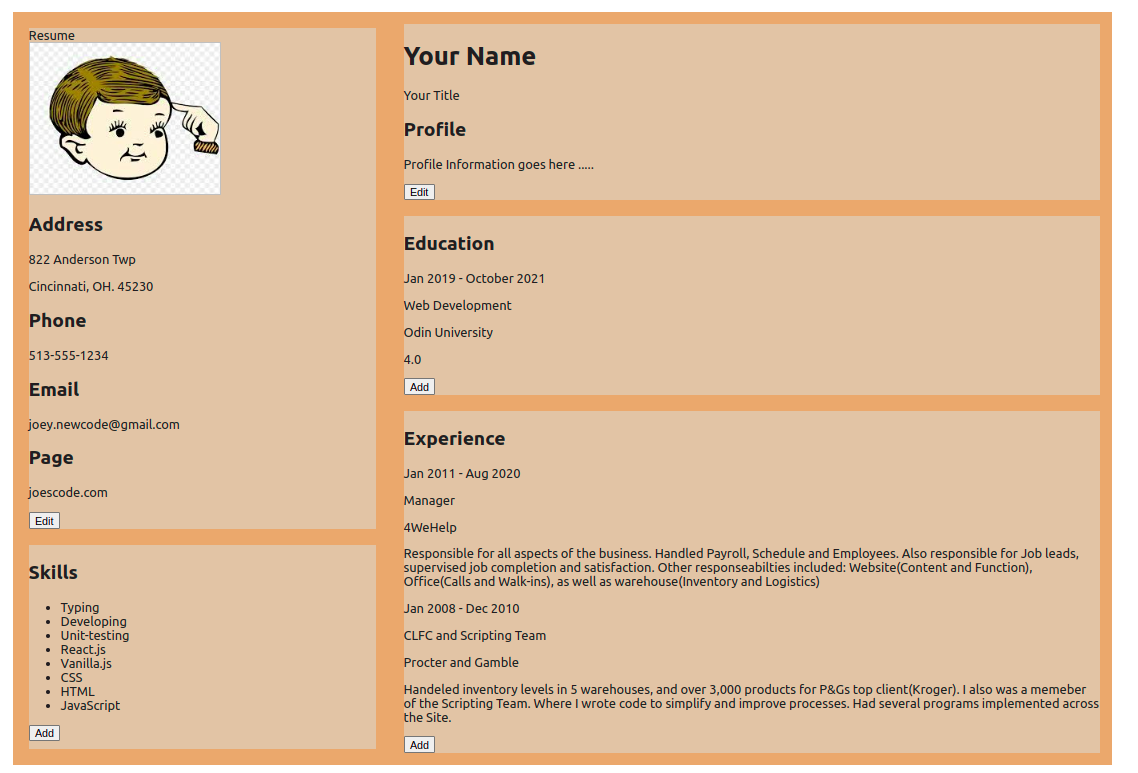 Resume
Address
822 Anderson Twp
Cincinnati, OH. 45230
Phone
513-555-1234
Email
joey.newcode@gmail.com
Page
joescode.com
Edit
Skills
Typing
Developing
Unit-testing
React.js
Vanilla.js
CSS
HTML
JavaScript
Add
Your Name
Your Title
Profile
Profile Information goes here .....
Edit
Education
Jan 2019 - October 2021
Web Development
Odin University
4.0
Add
Experience
Jan 2011 - Aug 2020
Manager
4WeHelp
Responsible for all aspects of the business. Handled Payroll, Schedule and Employees. Also responsible for Job leads,
supervised job completion and satisfaction. Other responseabilties included: Website(Content and Function),
Office(Calls and Walk-ins), as well as warehouse(Inventory and Logistics)
Jan 2008 - Dec 2010
CLFC and Scripting Team
Procter and Gamble
Handeled inventory levels in 5 warehouses, and over 3,000 products for P&Gs top client(Kroger). I also was a memeber
of the Scripting Team. Where I wrote code to simplify and improve processes. Had several programs implemented across
the Site.
Add